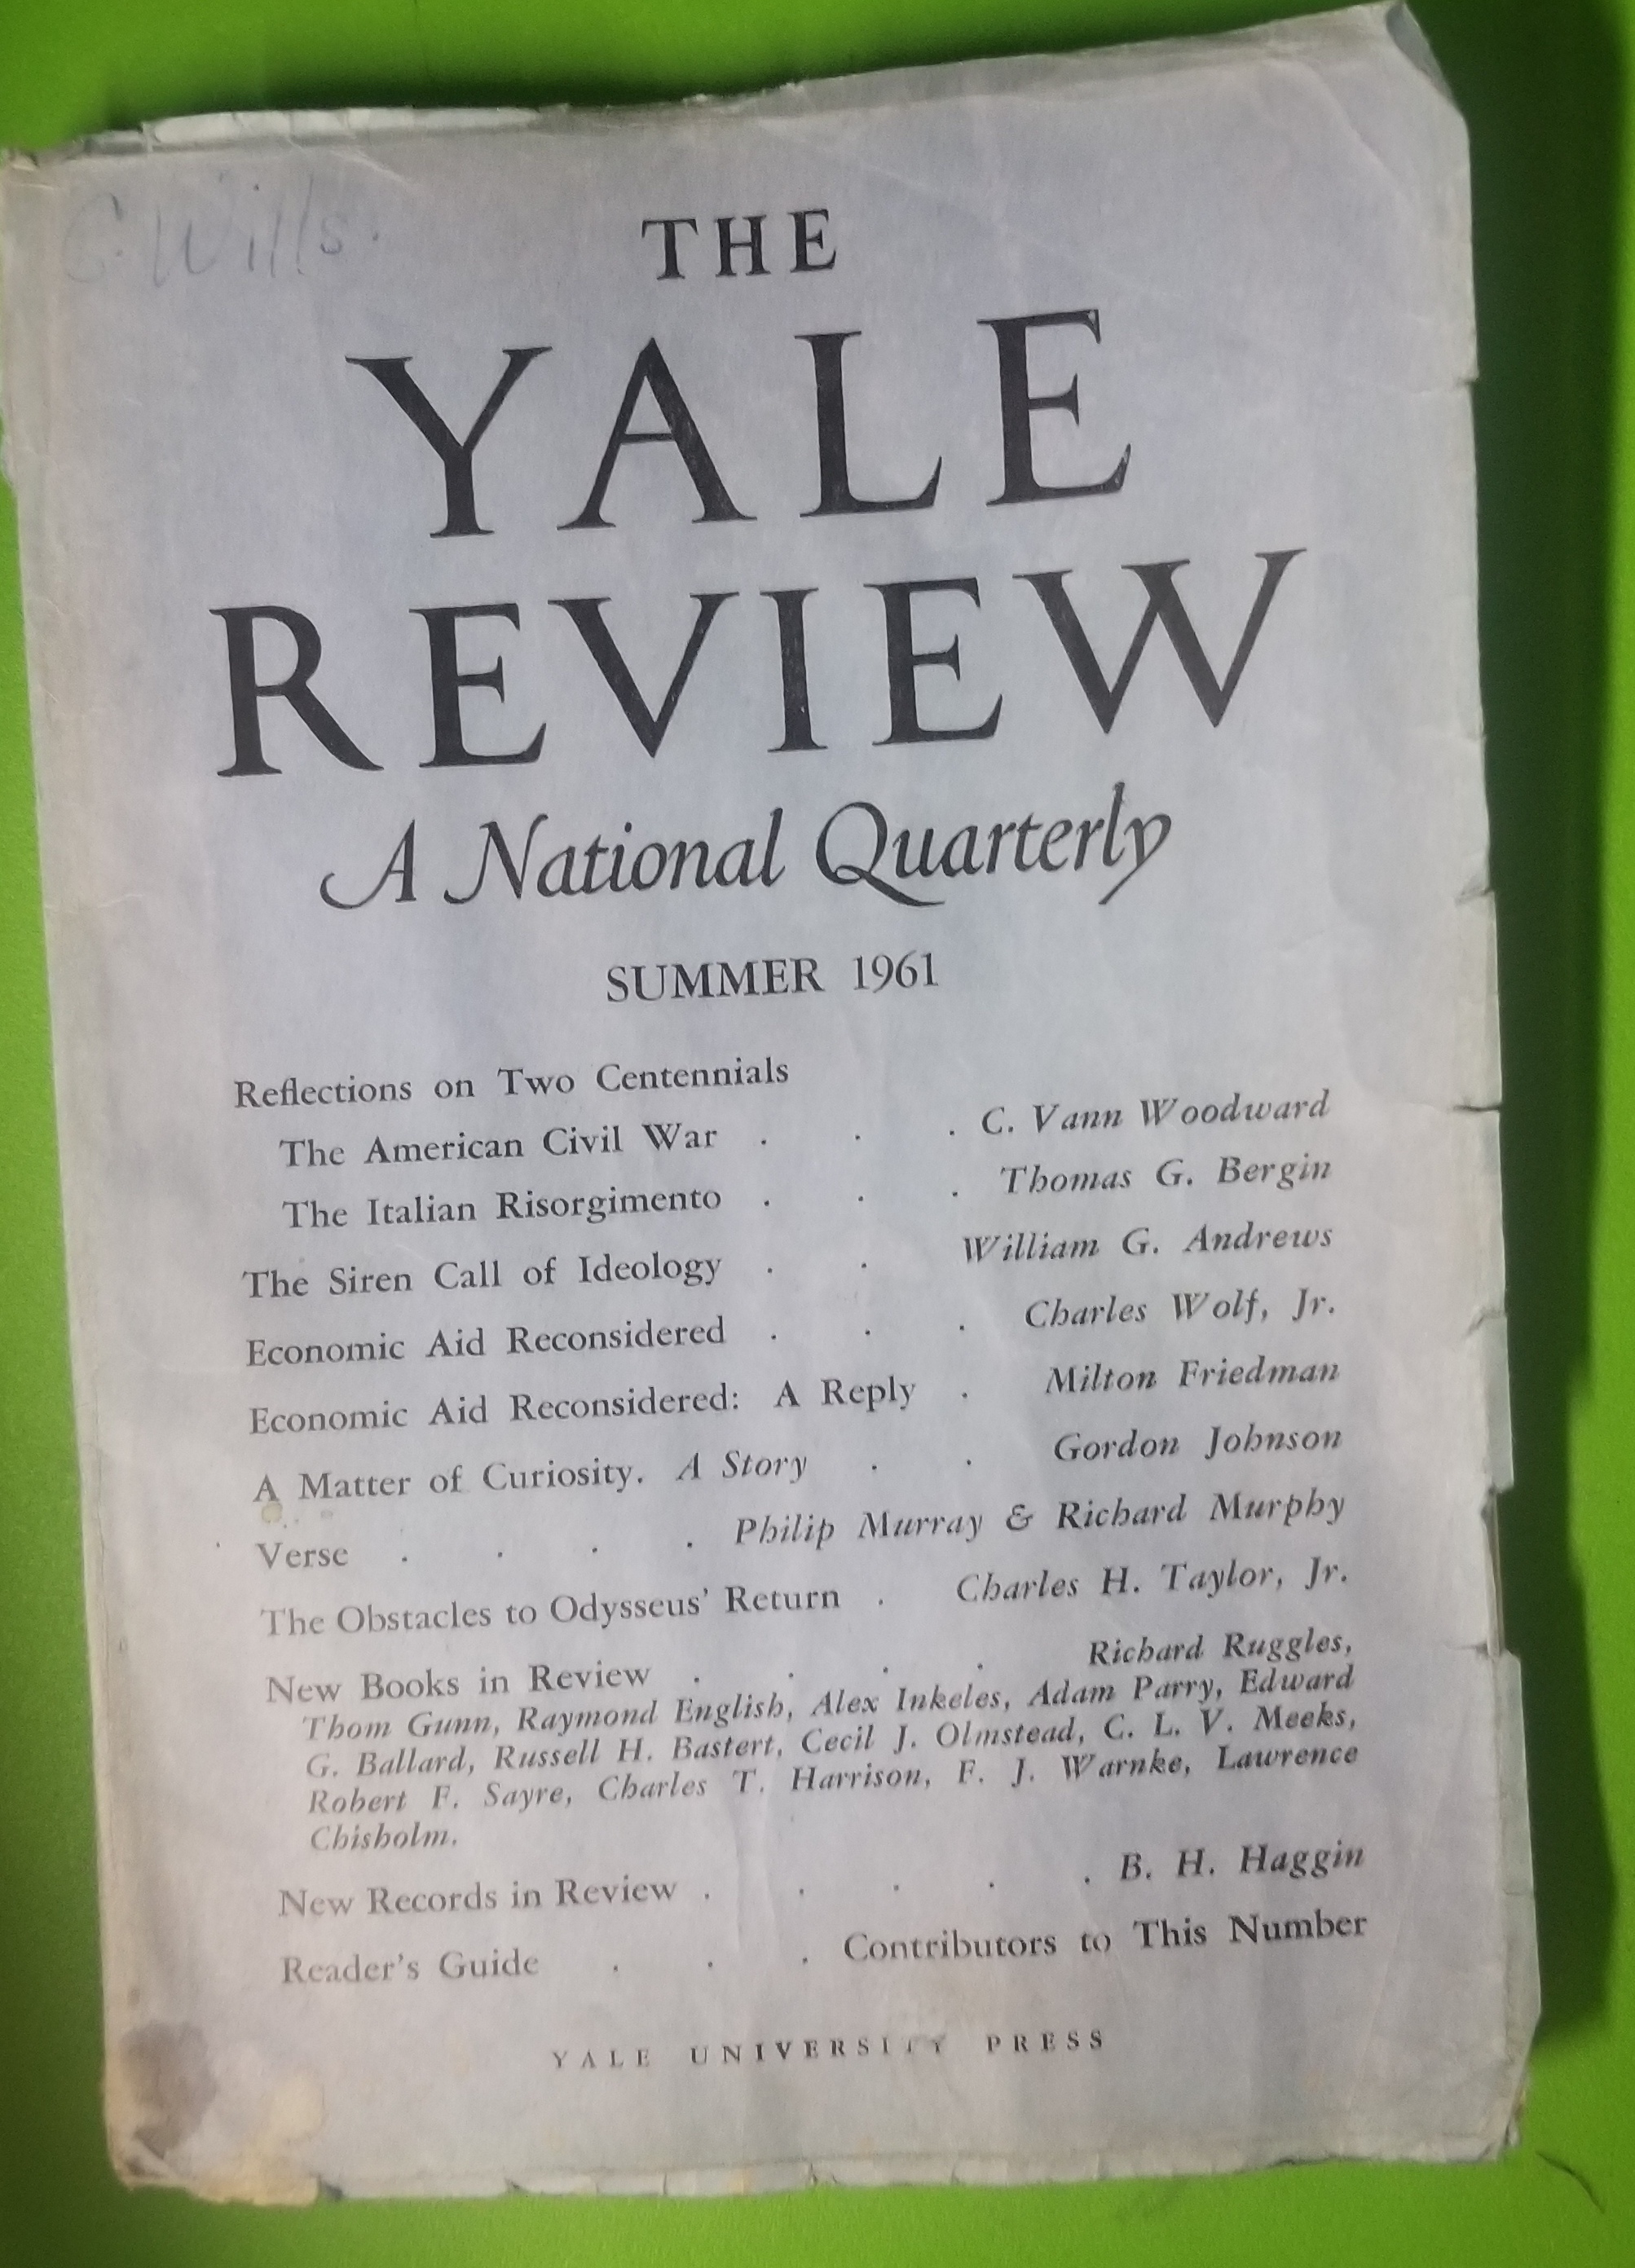 C. Wills.
THE
YALE
REVIEW
A National Quarterly
SUMMER 1961
Reflections on Two Centennials
The American Civil War . . . C. Vann Woodward
The Italian Risorgimento . . . Thomas G. Bergin
The Siren Call of Ideology . . William G. Andrews
Economic Aid Reconsidered . . . Charles Wolf, Jr.
Economic Aid Reconsidered: A Reply . Milton Friedman
A Matter of Curiosity. A Story . . Gordon Johnson
Verse . . . . Philip Murray & Richard Murphy
The Obstacles to Odysseus' Return . Charles H. Taylor, Jr.
New Books in Review . . . . Richard Ruggles,
Thom Gunn, Raymond English, Alex Inkeles, Adam Parry, Edward
G. Ballard, Russell H. Bastert, Cecil J. Olmstead, C. L. V. Meeks,
Robert F. Sayre, Charles T. Harrison, F. J. Warnke, Lawrence
Chisholm.
New Records in Review . . . . . B. H. Haggin
Reader's Guide . . . Contributors to This Number
YALE UNIVERSITY PRESS